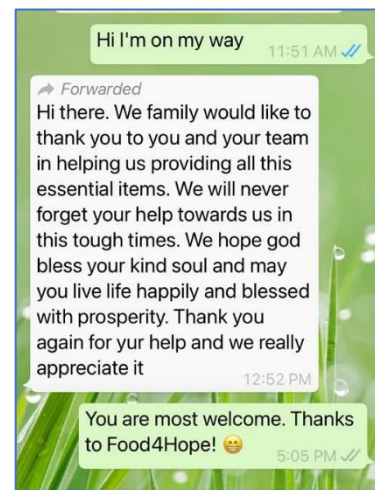 Hi I'm on my way
11:51 AM
Forwarded
Hi there. We family would like to
thank you to you and your team
in helping us providing all this
essential items. We will never
forget your help towards us in
this tough times. We hope god
bless your kind soul and may
you live life happily and blessed
with prosperity. Thank you
again for yur help and we really
appreciate it
12:52 PM
You are most welcome. Thanks
to Food4Hope! 😁
5:05 PM